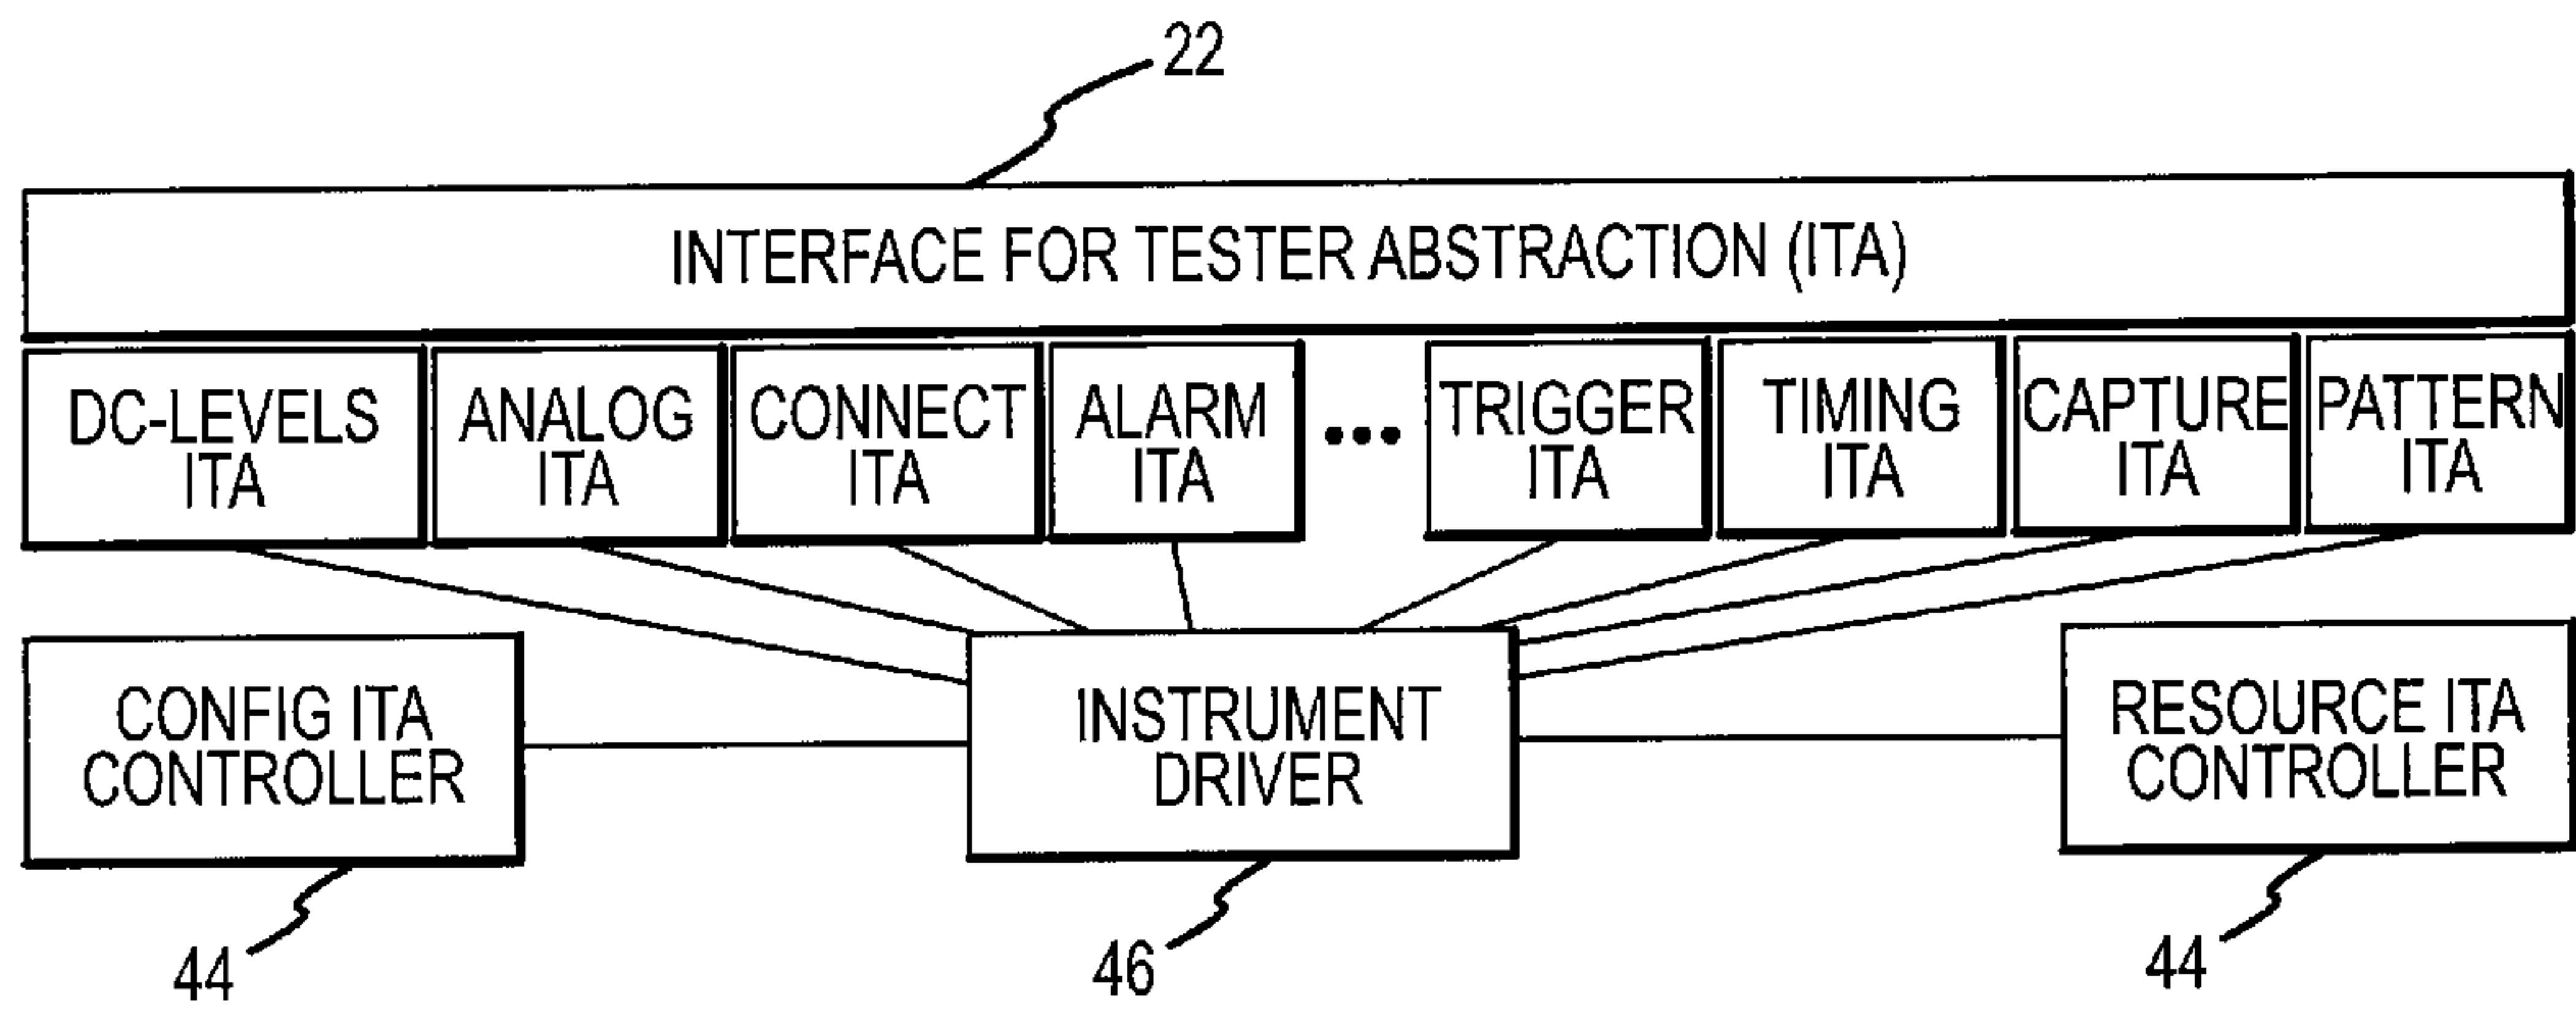 22
INTERFACE FOR TESTER ABSTRACTION (ITA)
DC-LEVELS
ITA
ANALOG
ITA
CONNECT
ITA
ALARM
ITA
•••
TRIGGER
ITA
TIMING
ITA
CAPTURE
ITA
PATTERN
ITA
CONFIG ITA
CONTROLLER
INSTRUMENT
DRIVER
RESOURCE ITA
CONTROLLER
44
46
44